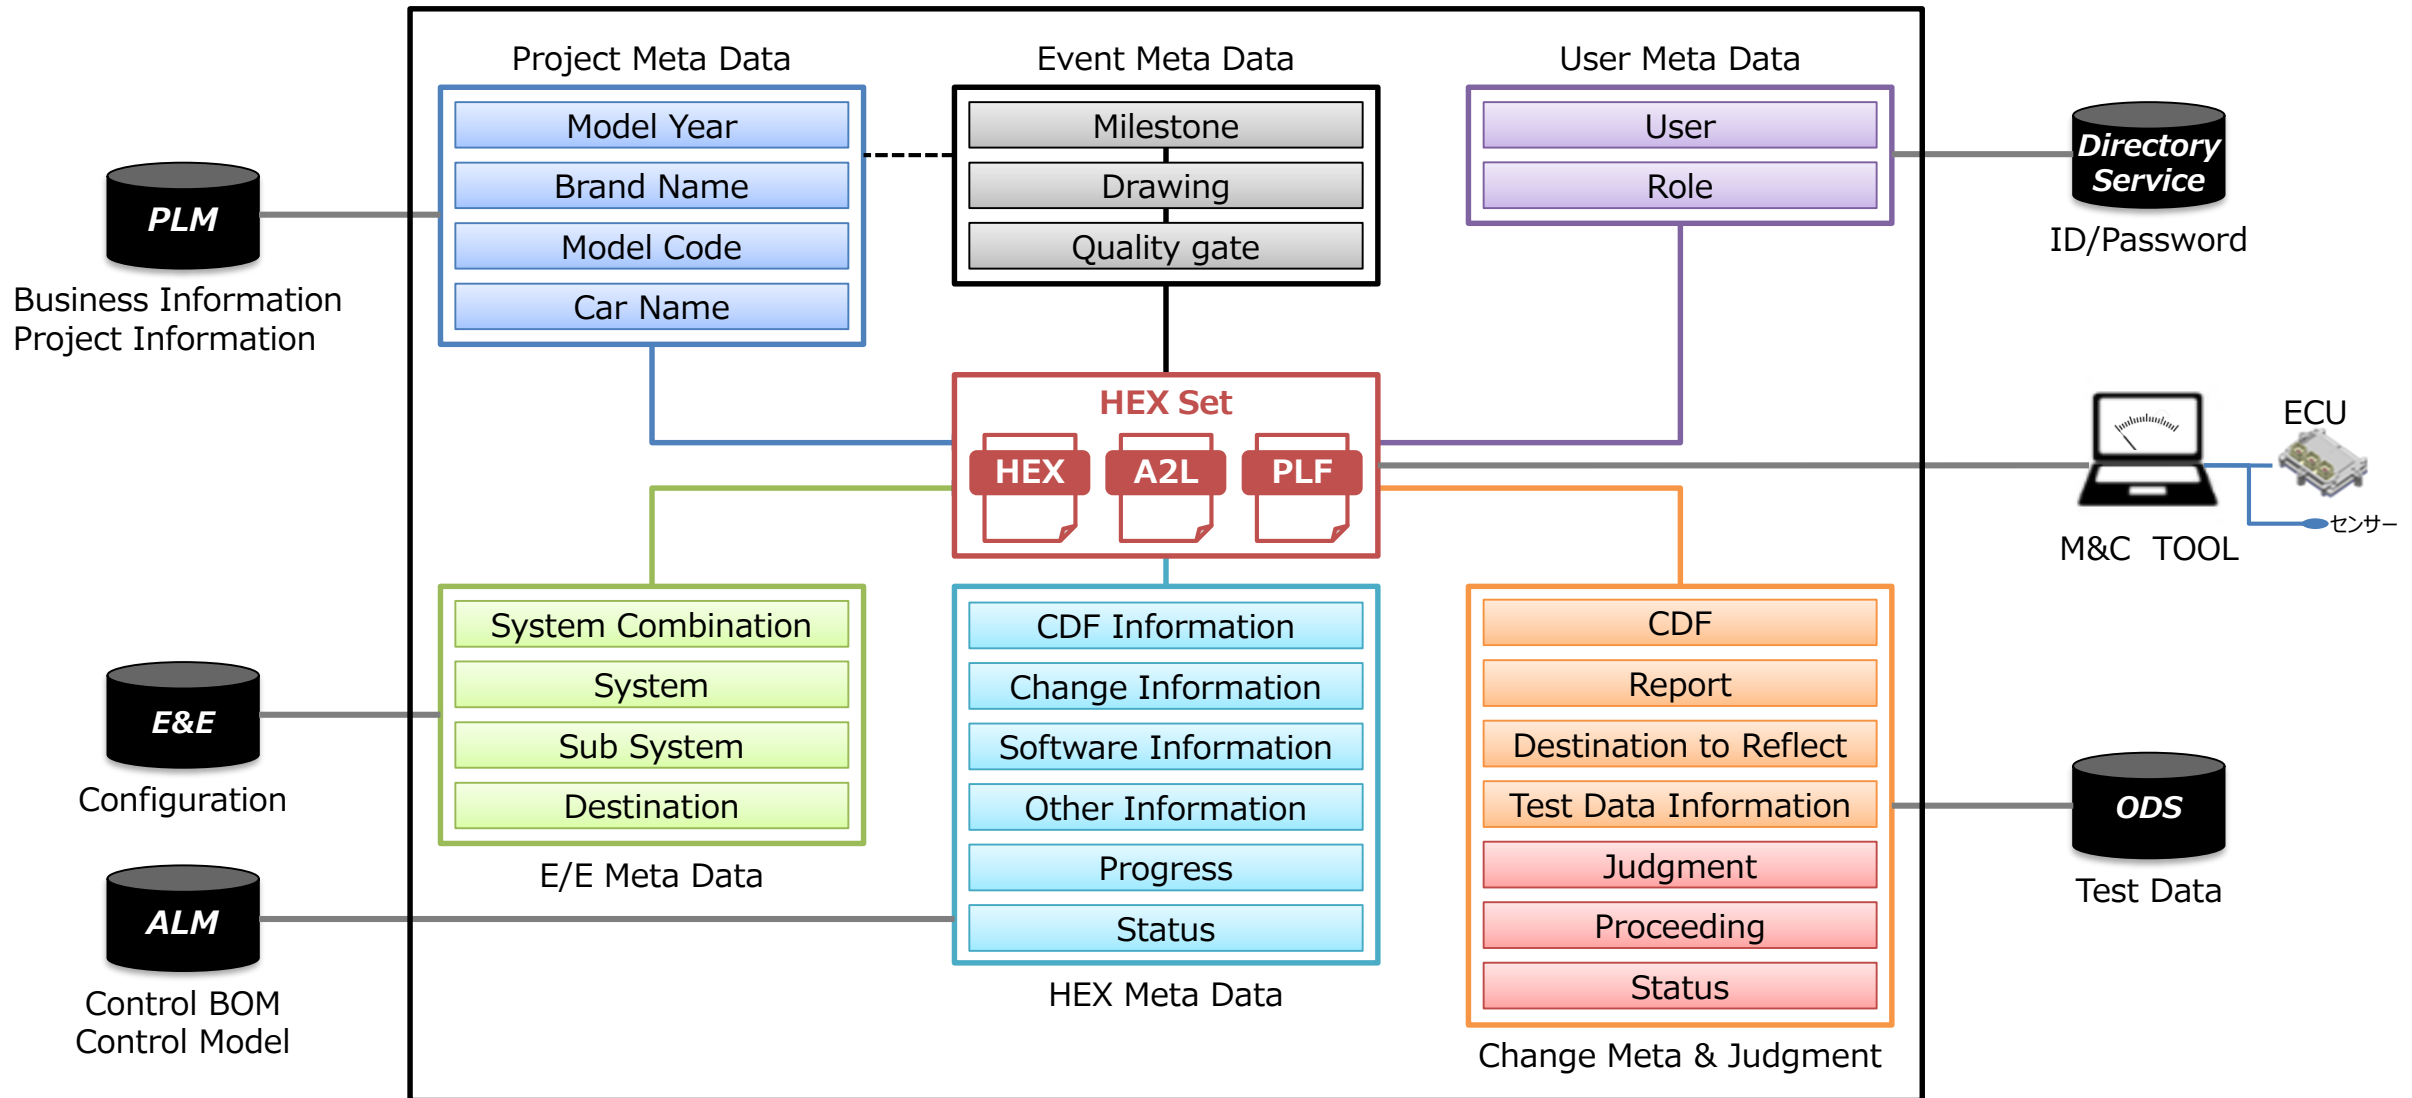 Project Meta Data
Model Year
Brand Name
Model Code
Car Name
Event Meta Data
Milestone
Drawing
Quality gate
User Meta Data
User
Role
PLM
Business Information
Project Information
Directory
Service
ID/Password
HEX Set
HEX
A2L
PLF
ECU
センサー
M&C TOOL
System Combination
System
Sub System
Destination
E/E Meta Data
E&E
Configuration
ALM
Control BOM
Control Model
CDF Information
Change Information
Software Information
Other Information
Progress
Status
HEX Meta Data
CDF
Report
Destination to Reflect
Test Data Information
Judgment
Proceeding
Status
Change Meta & Judgment
ODS
Test Data